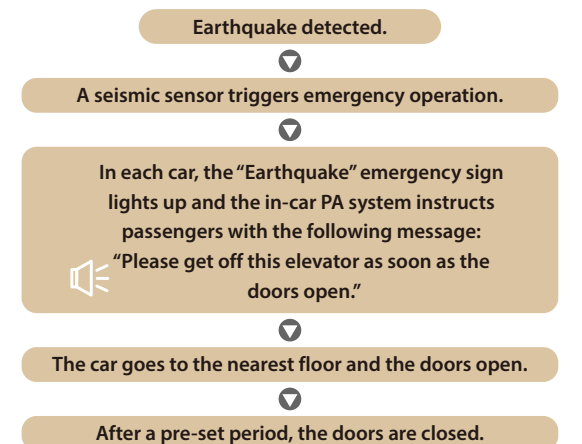 Earthquake detected.
A seismic sensor triggers emergency operation.
In each car, the “Earthquake” emergency sign
lights up and the in-car PA system instructs
passengers with the following message:
“Please get off this elevator as soon as the
doors open.”
The car goes to the nearest floor and the doors open.
After a pre-set period, the doors are closed.